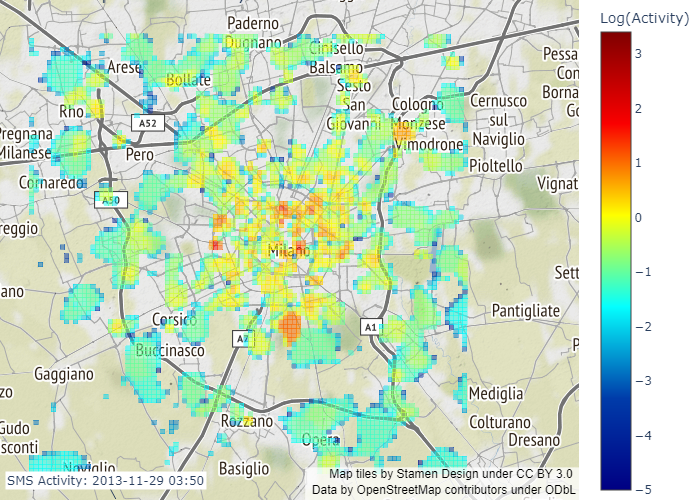 Log(Activity)
3
2
1
0
−1
−2
−3
−4
−5
Paderno
Dugnano
Cinisello
Balsamo
Arese
Bollate
Sesto
San
Giovanni
Rho
A52
Cologno
Monzese
Cernusco
sul
Naviglio
Vimodrone
Pessa
Con
Borna
Go
Pregnana
Milanese
Pero
Pioltello
Cornaredo
A50
Vignat
reggio
Milano
Sett
ano
Corsico
A7
A1
Pantigliate
P
Buccinasco
Gaggiano
zo
Mediglia
Rozzano
Colturano
Gudo
sconti
Opera
Dresano
Noviglio
Basiglio
SMS Activity: 2013-11-29 03:50
Map tiles by Stamen Design under CC BY 3.0
Data by OpenStreetMap contributors under ODbL